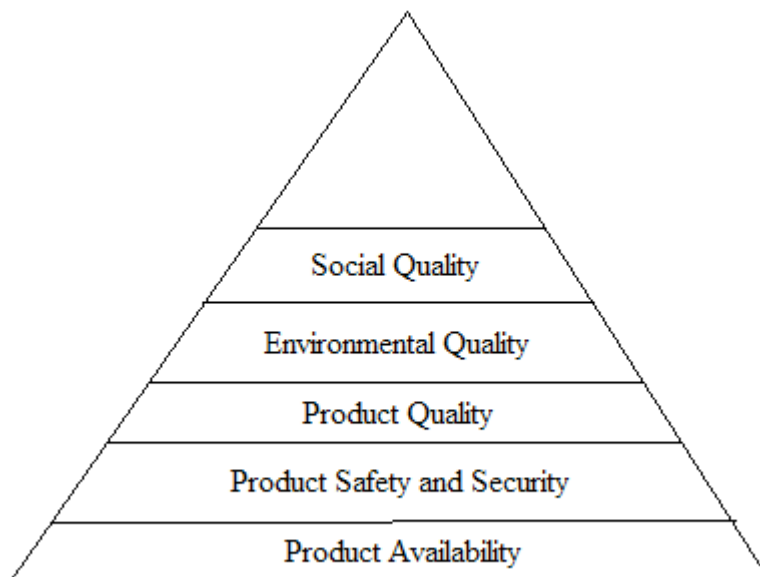 Social Quality
Environmental Quality
Product Quality
Product Safety and Security
Product Availability